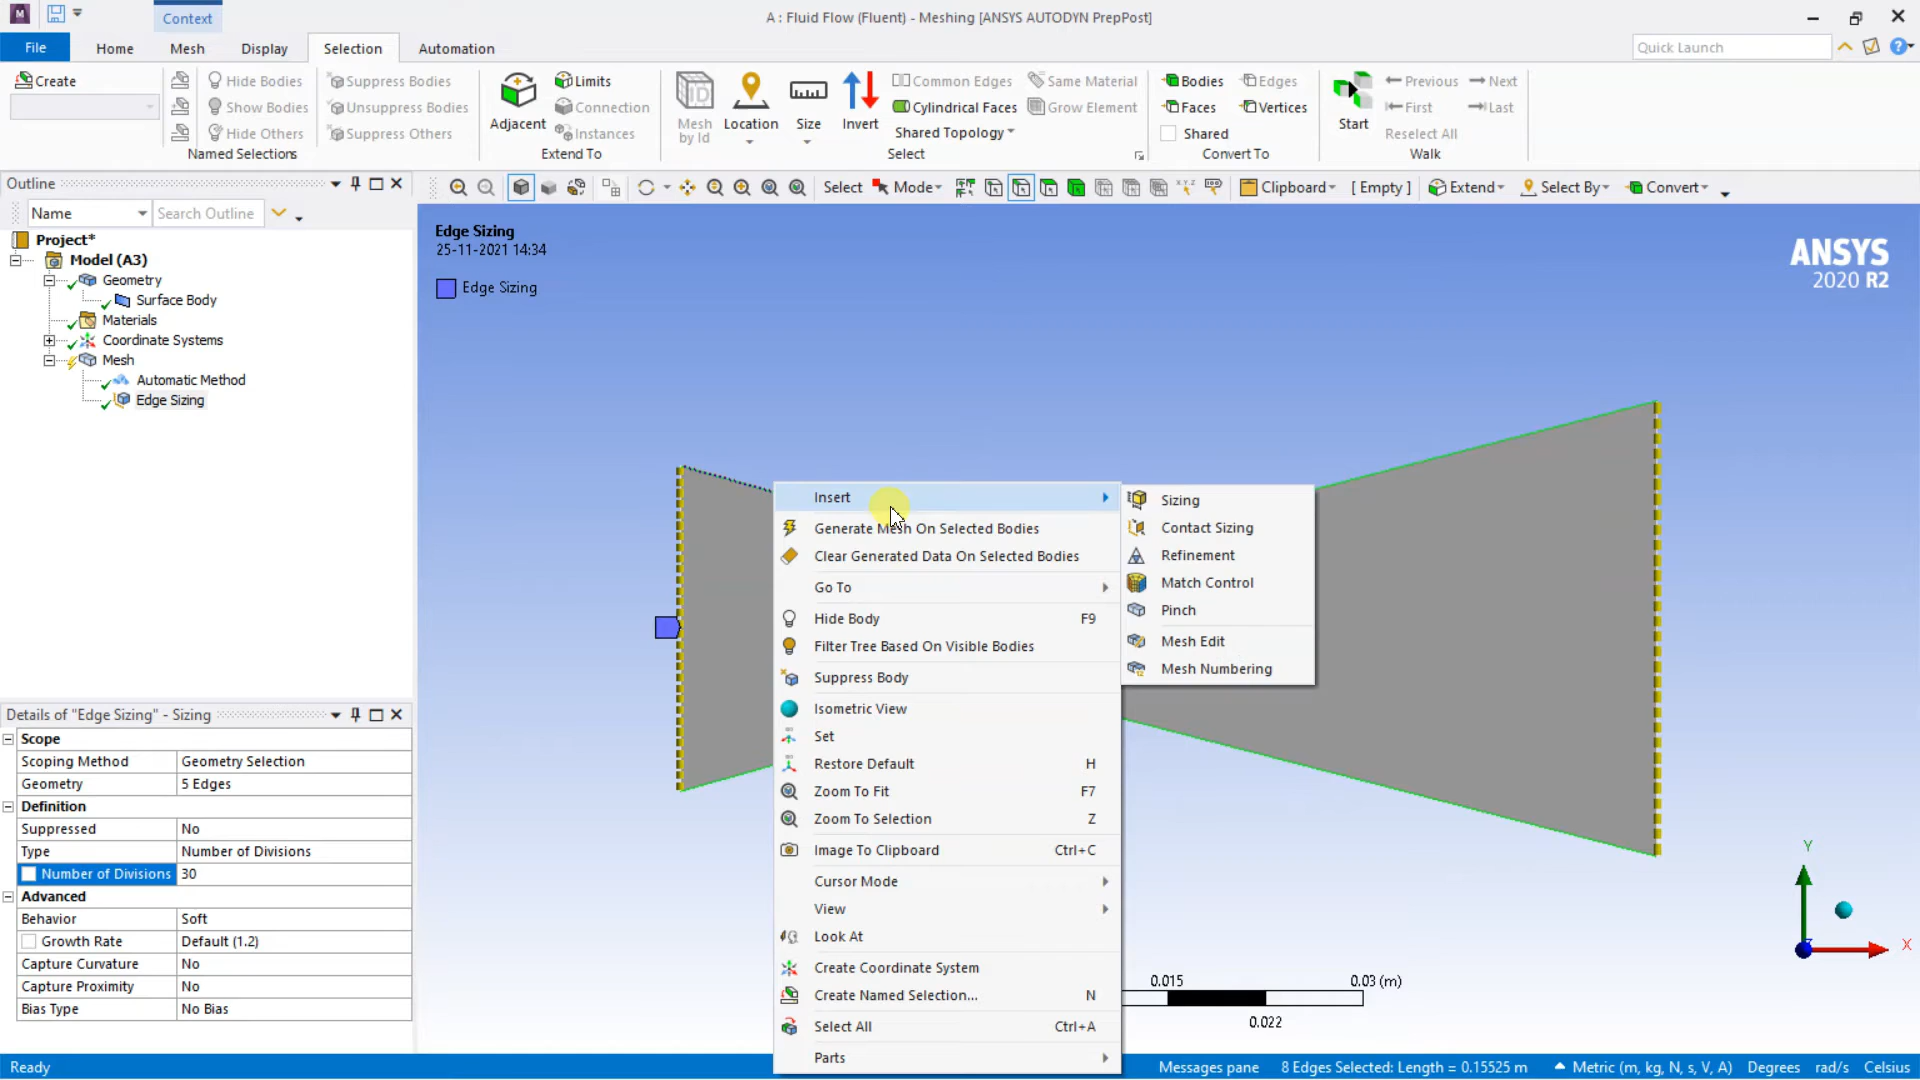 Context
A : Fluid Flow (Fluent) - Meshing [ANSYS AUTODYN PrepPost]
File
Home
Mesh
Display
Selection
Automation
Quick Launch
Create
Hide Bodies
Show Bodies
Hide Others
Named Selections
Suppress Bodies
Unsuppress Bodies
Suppress Others
Adjacent
Limits
Connection
Instances
Extend To
Mesh by Id
Location
Size
Invert
Common Edges
Cylindrical Faces
Shared Topology
Same Material
Grow Element
Select
Bodies
Edges
Faces
Vertices
Shared
Convert To
Start
Previous
Next
First
Last
Reselect All
Walk
Outline
Name
Search Outline
Select
Mode
Clipboard
[ Empty ]
Extend
Select By
Convert
Project*
Model (A3)
Geometry
Surface Body
Materials
Coordinate Systems
Mesh
Automatic Method
Edge Sizing
Edge Sizing
25-11-2021 14:34
Edge Sizing
ANSYS
2020 R2
Insert
Generate Mesh On Selected Bodies
Clear Generated Data On Selected Bodies
Go To
Hide Body F9
Filter Tree Based On Visible Bodies
Suppress Body
Isometric View
Set
Restore Default H
Zoom To Fit F7
Zoom To Selection Z
Image To Clipboard Ctrl+C
Cursor Mode
View
Look At
Create Coordinate System
Create Named Selection... N
Select All Ctrl+A
Parts
Sizing
Contact Sizing
Refinement
Match Control
Pinch
Mesh Edit
Mesh Numbering
Details of "Edge Sizing" - Sizing
Scope
Scoping Method Geometry Selection
Geometry 5 Edges
Definition
Suppressed No
Type Number of Divisions
Number of Divisions 30
Advanced
Behavior Soft
Growth Rate Default (1.2)
Capture Curvature No
Capture Proximity No
Bias Type No Bias
Y
X
0.015 0.03 (m)
0.022
Ready
Messages pane
8 Edges Selected: Length = 0.15525 m
Metric (m, kg, N, s, V, A)
Degrees
rad/s
Celsius